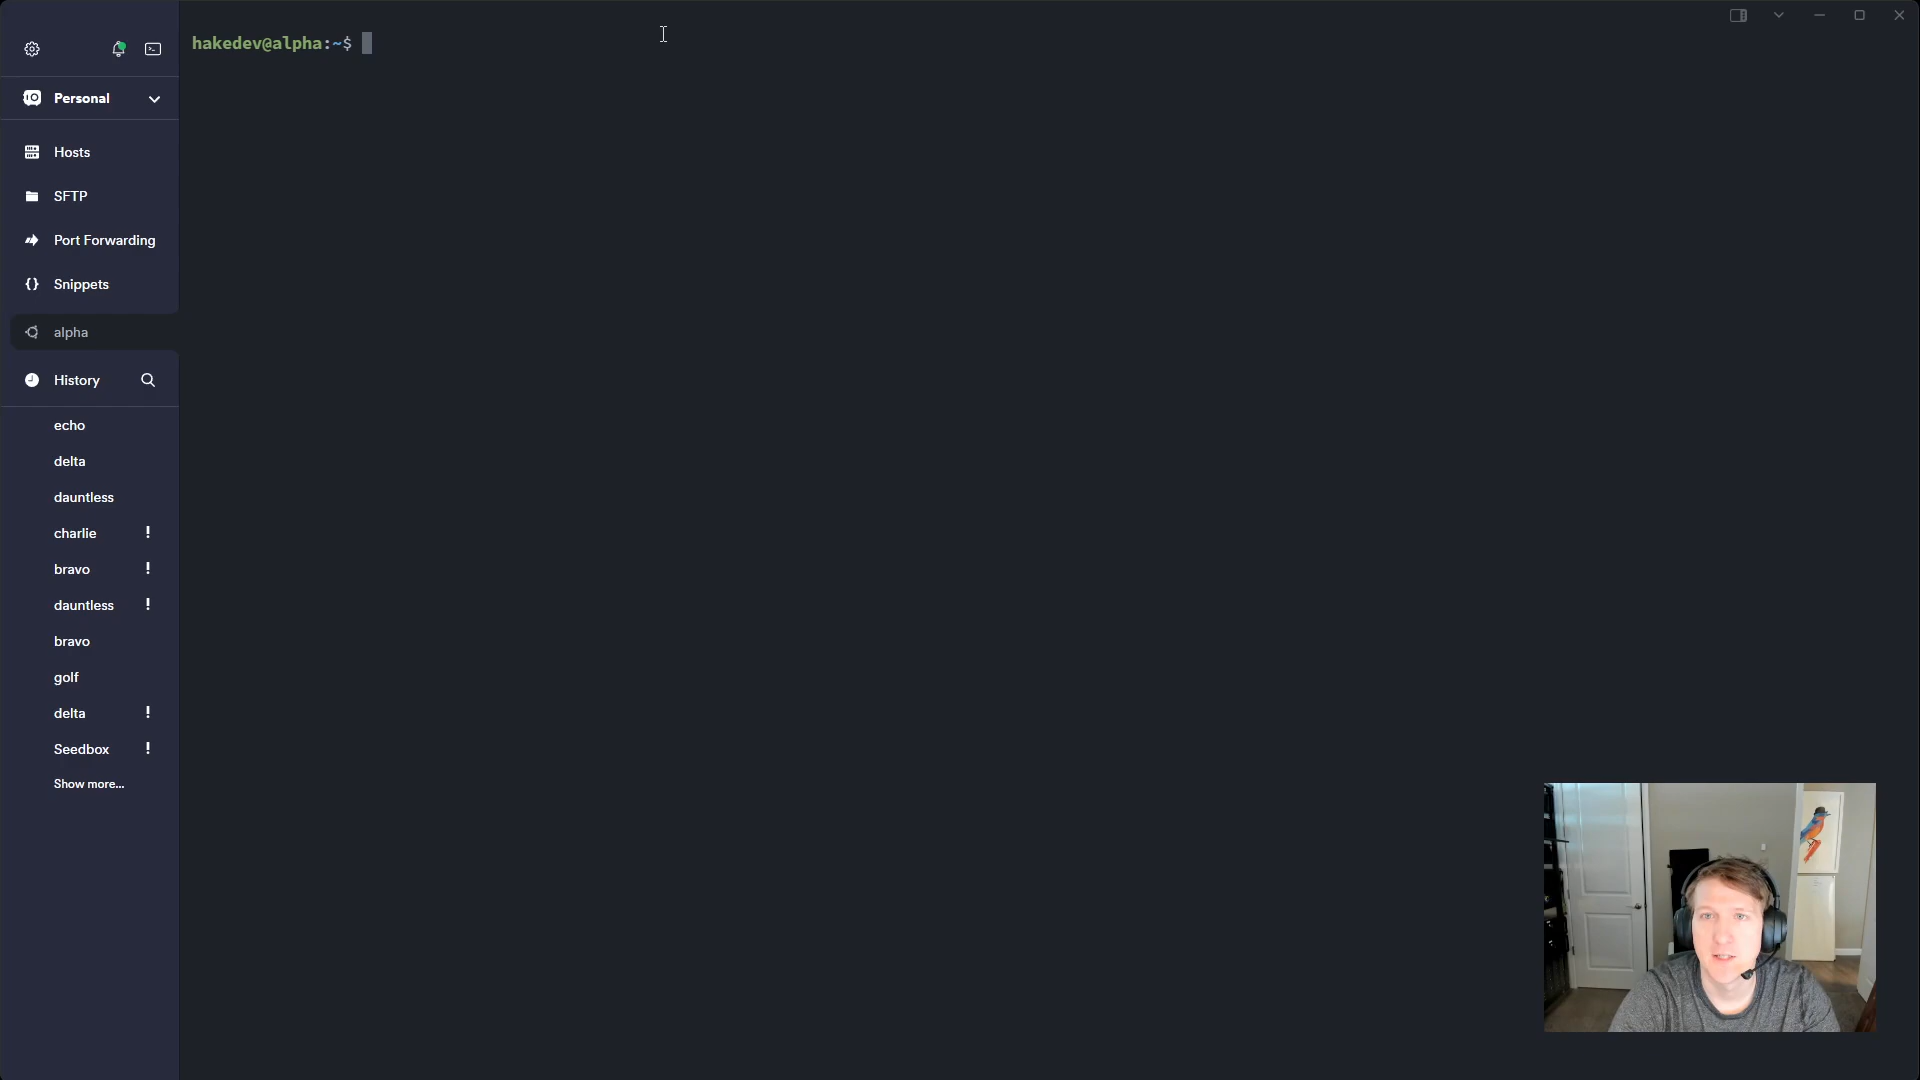 hakedev@alpha:~$
Personal
Hosts
SFTP
Port Forwarding
Snippets
alpha
History
echo
delta
dauntless
charlie !
bravo !
dauntless !
bravo
golf
delta !
Seedbox !
Show more...